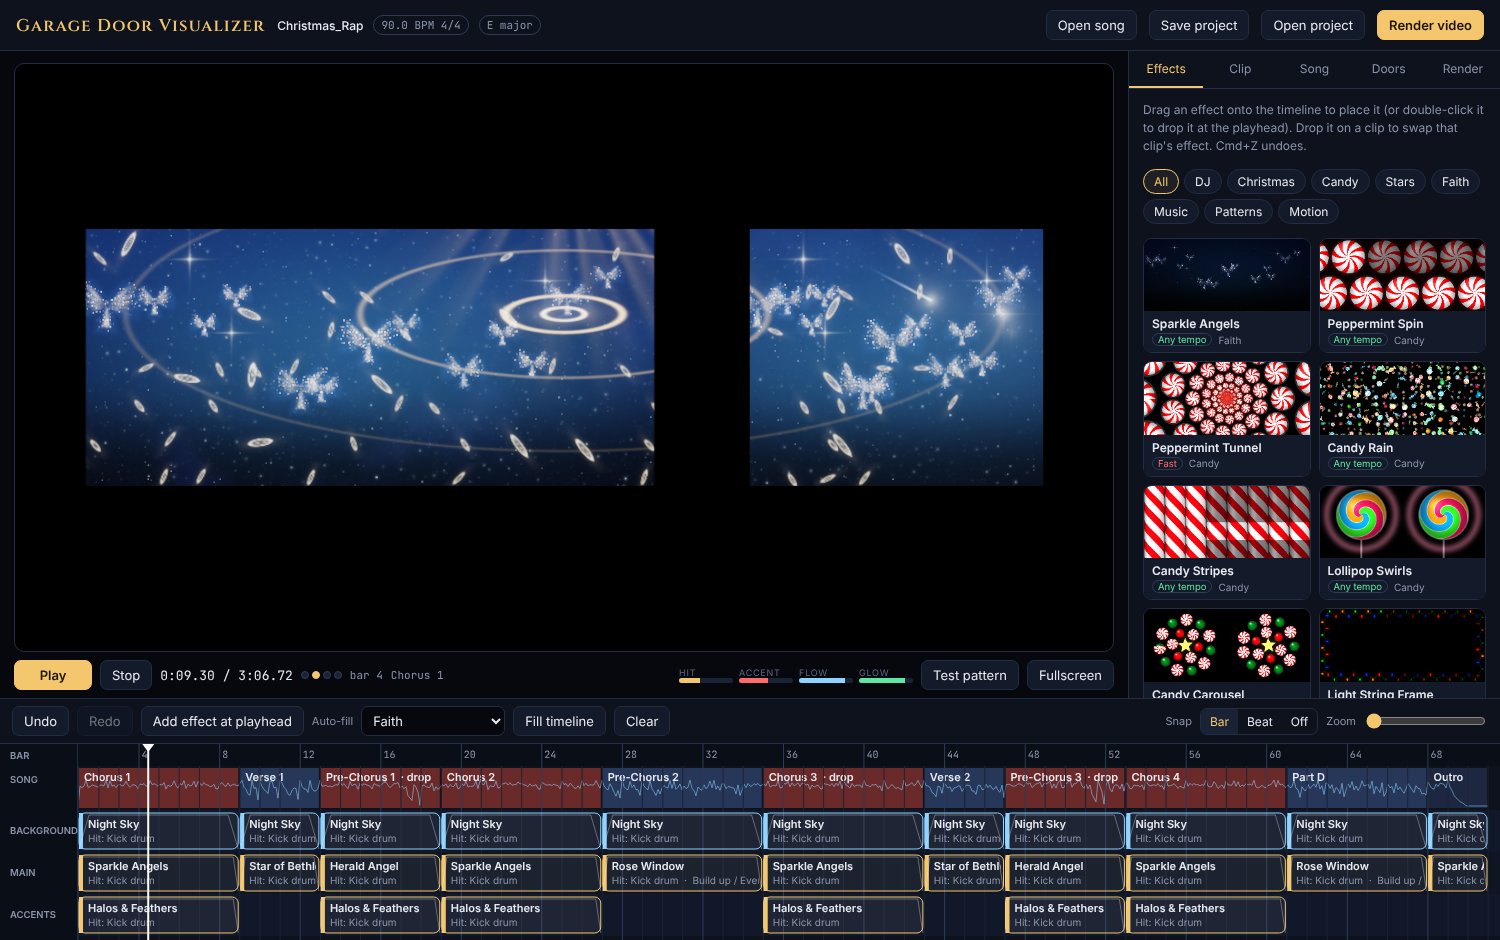 Garage Door Visualizer Christmas_Rap 90.0 BPM 4/4 E major Open song Save project Open project Render video
Effects Clip Song Doors Render
Drag an effect onto the timeline to place it (or double-click it
to drop it at the playhead). Drop it on a clip to swap that
clip's effect. Cmd+Z undoes.
All DJ Christmas Candy Stars Faith
Music Patterns Motion
Sparkle Angels Peppermint Spin
Any tempo Faith Any tempo Candy
Peppermint Tunnel Candy Rain
Fast Candy Any tempo Candy
Candy Stripes Lollipop Swirls
Any tempo Candy Any tempo Candy
Candy Carousel Light String Frame
Play Stop 0:09.30 / 3:06.72 bar 4 Chorus 1 HIT ACCENT FLOW GLOW Test pattern Fullscreen
Undo Redo Add effect at playhead Auto-fill Faith Fill timeline Clear Snap Bar Beat Off Zoom
BAR 4 8 12 16 20 24 28 32 36 40 44 48 52 56 60 64 68
SONG Chorus 1 Verse 1 Pre-Chorus 1 · drop Chorus 2 Pre-Chorus 2 Chorus 3 · drop Verse 2 Pre-Chorus 3 · drop Chorus 4 Part D Outro
BACKGROUND Night Sky Night Sky Night Sky Night Sky Night Sky Night Sky Night Sky Night Sky Night Sky Night Sky Night Sk
Hit: Kick drum Hit: Kick drum Hit: Kick drum Hit: Kick drum Hit: Kick drum Hit: Kick drum Hit: Kick drum Hit: Kick drum Hit: Kick drum Hit: Kick drum Hit: Kick d
MAIN Sparkle Angels Star of Bethl Herald Angel Sparkle Angels Rose Window Sparkle Angels Star of Bethl Herald Angel Sparkle Angels Rose Window Sparkle A
Hit: Kick drum Hit: Kick drum Hit: Kick drum Hit: Kick drum Hit: Kick drum · Build up / Eve Hit: Kick drum Hit: Kick drum Hit: Kick drum Hit: Kick drum Hit: Kick drum · Build up / Hit: Kick d
ACCENTS Halos & Feathers Halos & Feathers Halos & Feathers Halos & Feathers Halos & Feathers Halos & Feathers
Hit: Kick drum Hit: Kick drum Hit: Kick drum Hit: Kick drum Hit: Kick drum Hit: Kick drum